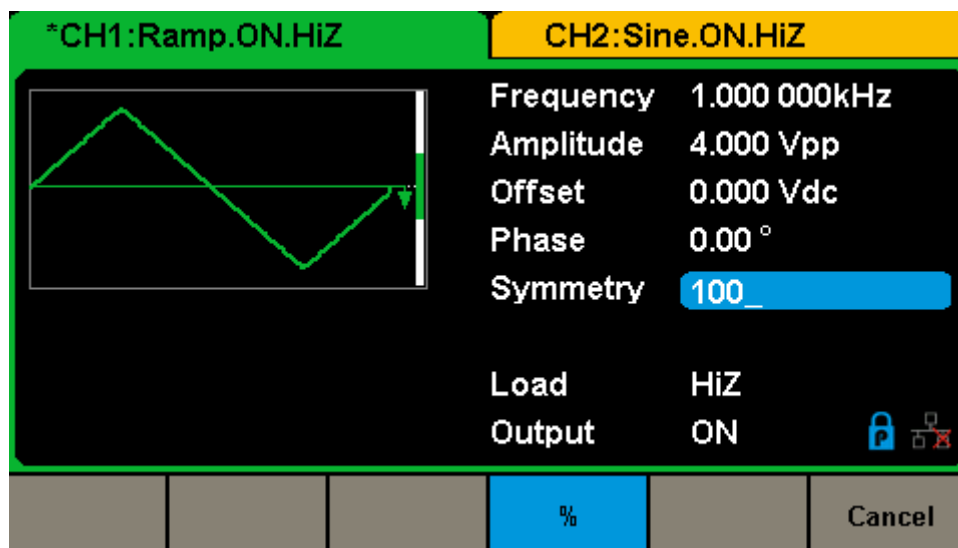 *CH1:Ramp.ON.HiZ CH2:Sine.ON.HiZ
Frequency 1.000 000kHz
Amplitude 4.000 Vpp
Offset 0.000 Vdc
Phase 0.00 °
Symmetry 100_
Load HiZ
Output ON P
% Cancel